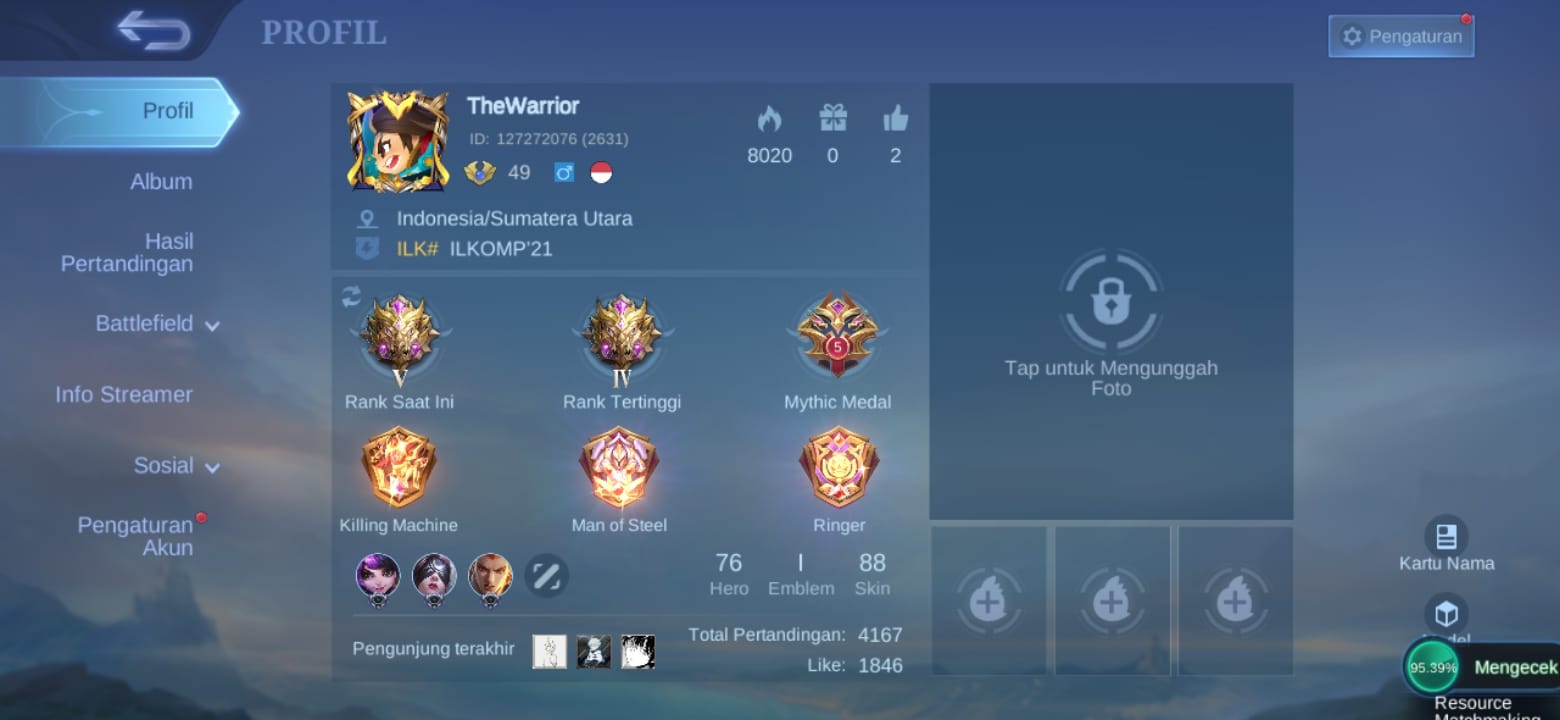 PROFIL
Pengaturan
Profil
Album
Hasil
Pertandingan
Battlefield
Info Streamer
Sosial
Pengaturan
Akun
TheWarrior
ID: 127272076 (2631)
49
8020
0
2
Indonesia/Sumatera Utara
ILK# ILKOMP'21
V
Rank Saat Ini
IV
Rank Tertinggi
5
Mythic Medal
Killing Machine
Man of Steel
Ringer
76
Hero
I
Emblem
88
Skin
Pengunjung terakhir
Total Pertandingan: 4167
Like: 1846
Tap untuk Mengunggah
Foto
Kartu Nama
95.39%
Mengecek
Resource